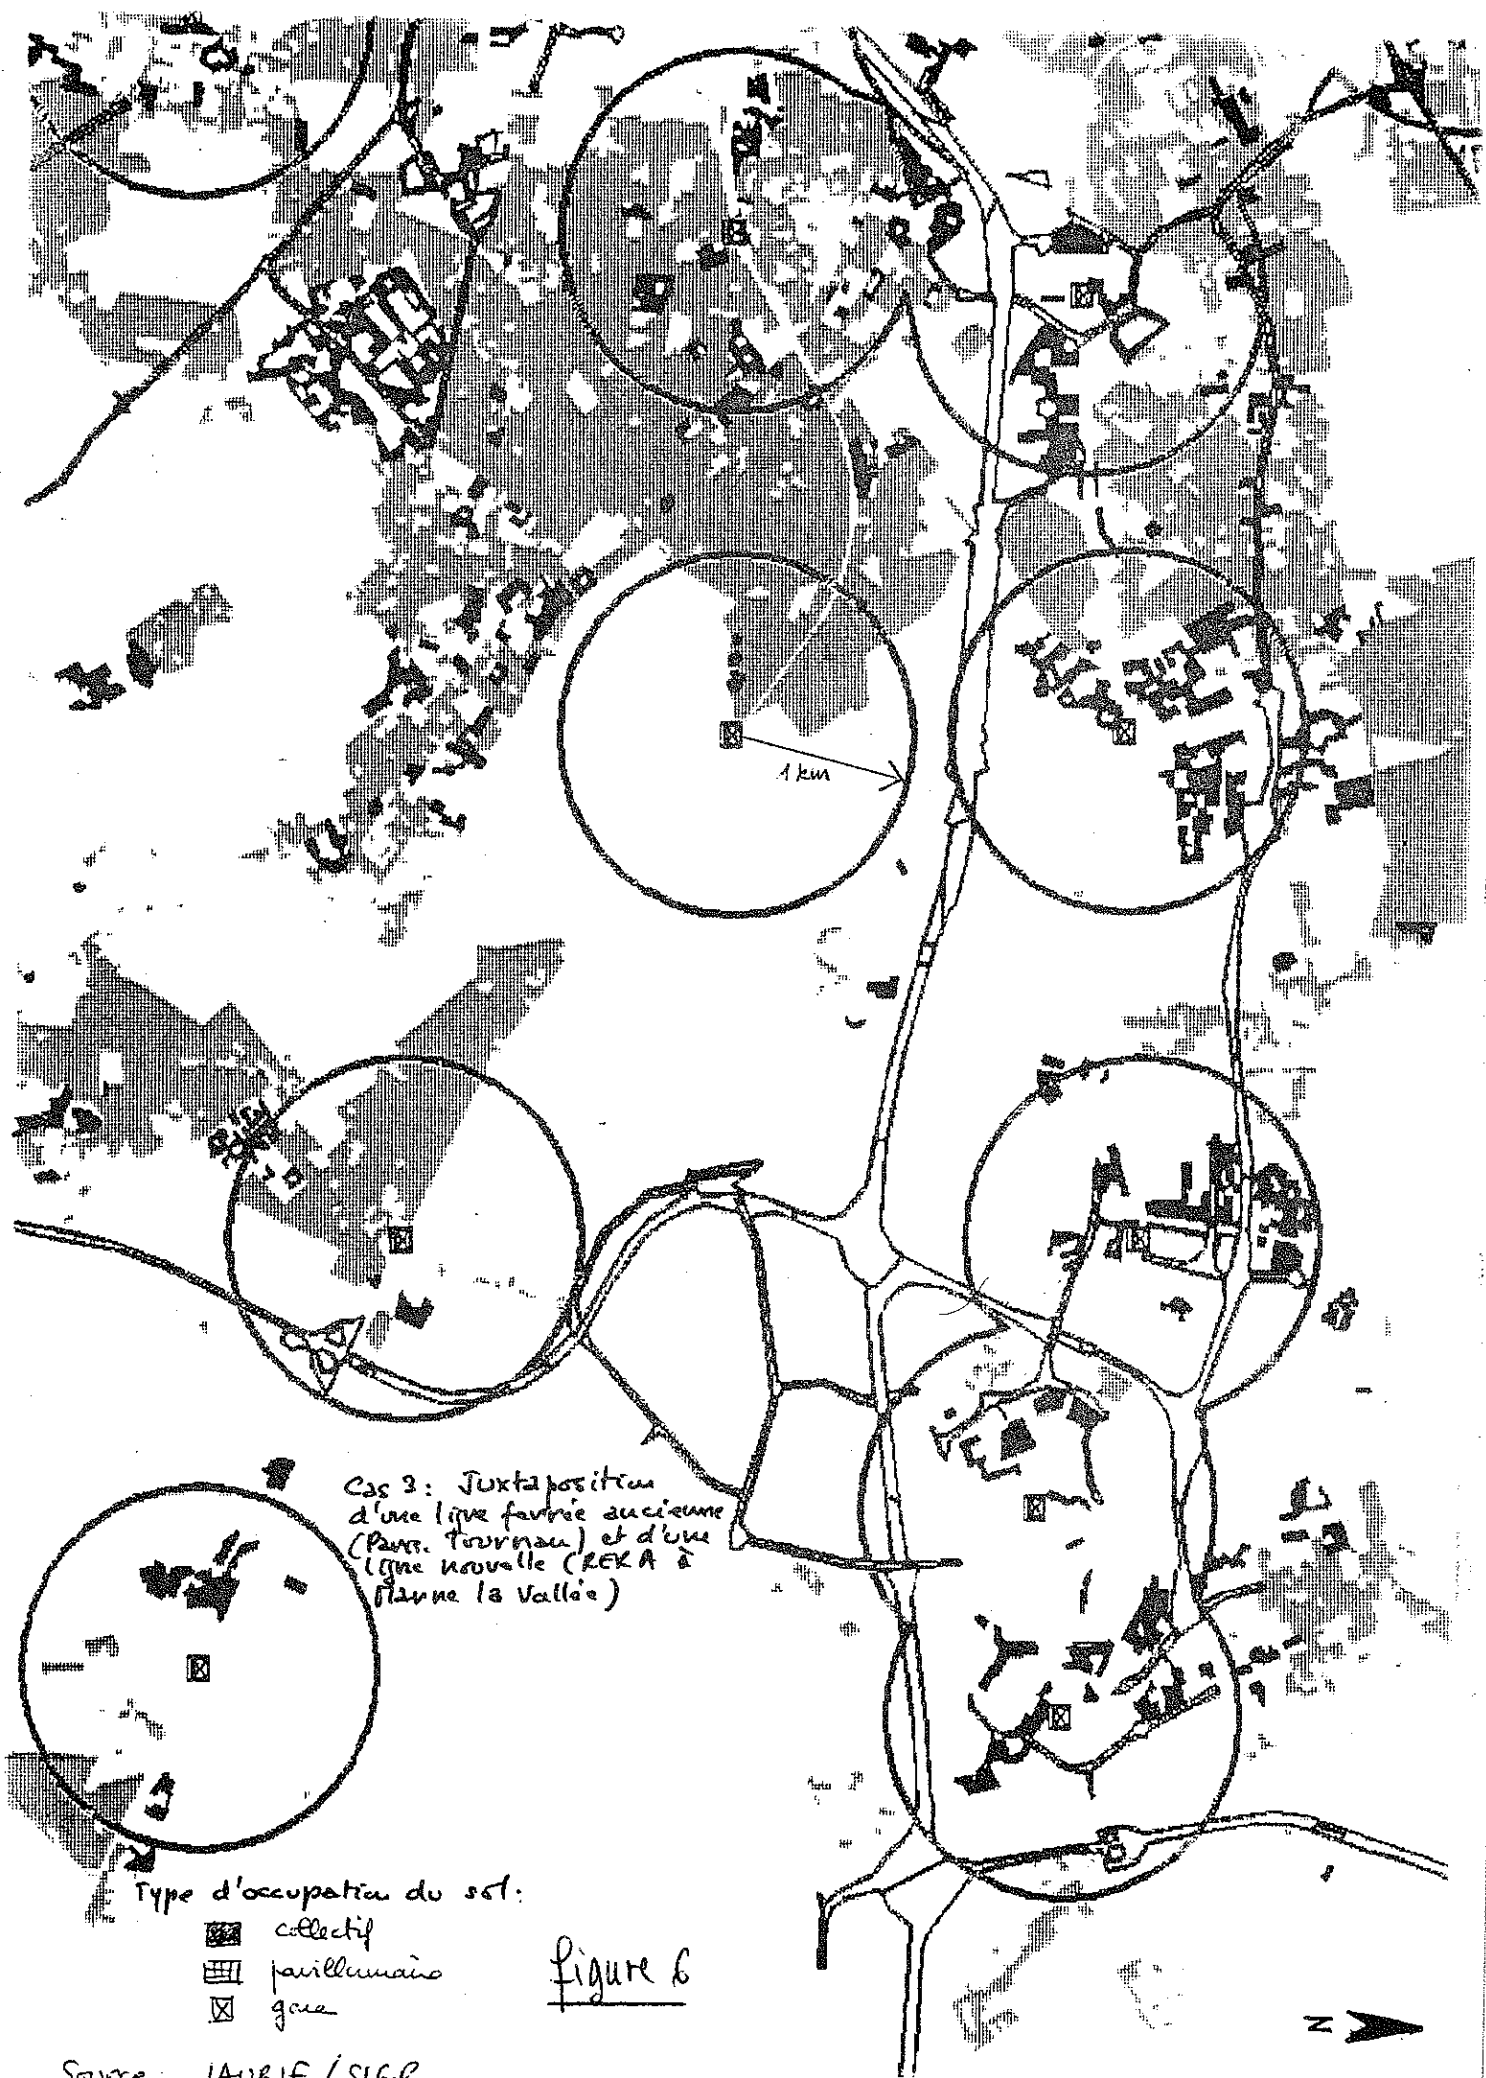 1 km
Cas 3: Juxtaposition
d'une ligne ferrée ancienne
(Paris. Tournan) et d'une
ligne nouvelle (RER A à
Marne la Vallée)
Type d'occupation du sol:
collectif
pavillonnaire
gare
figure 6
N
Source: IAURIF / SIGR